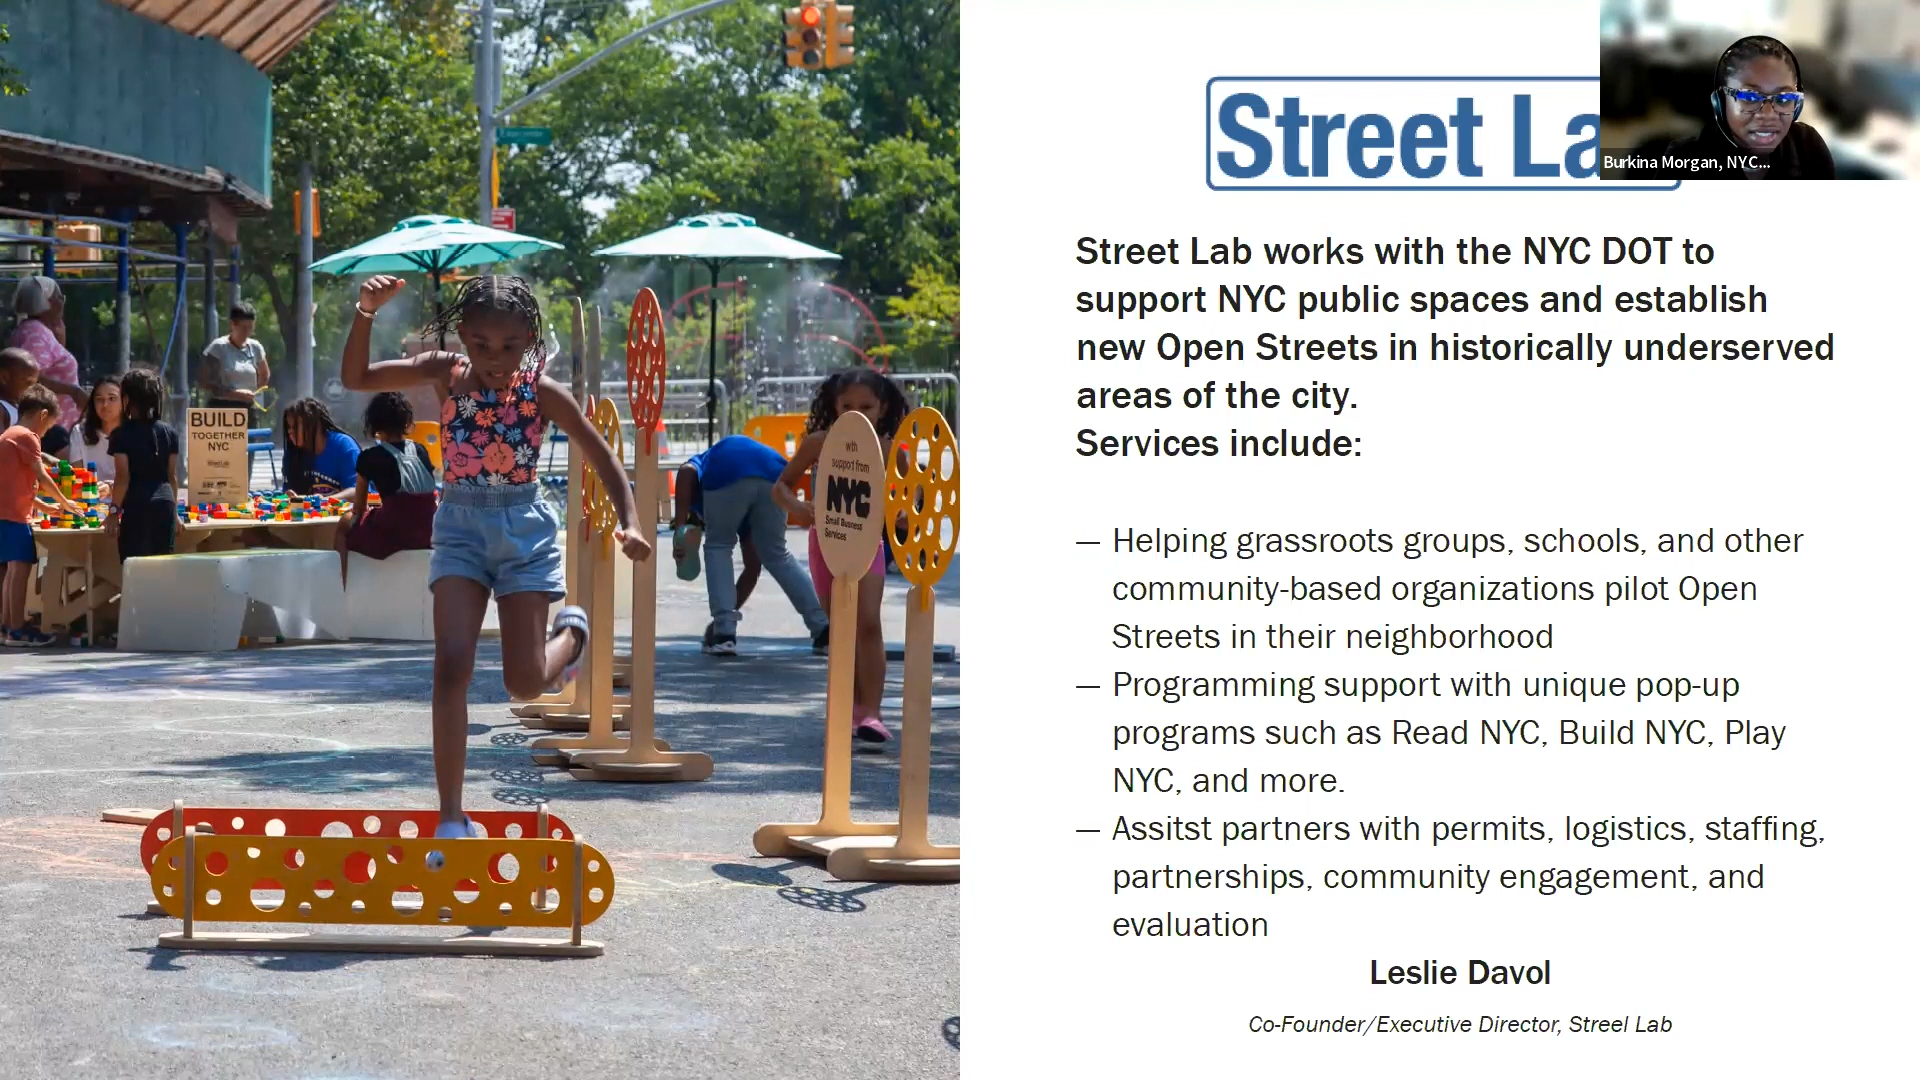 Street La
Burkina Morgan, NYC...
Street Lab works with the NYC DOT to
support NYC public spaces and establish
new Open Streets in historically underserved
areas of the city.
Services include:
— Helping grassroots groups, schools, and other
community-based organizations pilot Open
Streets in their neighborhood
— Programming support with unique pop-up
programs such as Read NYC, Build NYC, Play
NYC, and more.
— Assitst partners with permits, logistics, staffing,
partnerships, community engagement, and
evaluation
Leslie Davol
Co-Founder/Executive Director, Streel Lab
BUILD
TOGETHER
NYC
with
support from
NYC
Small Business
Services